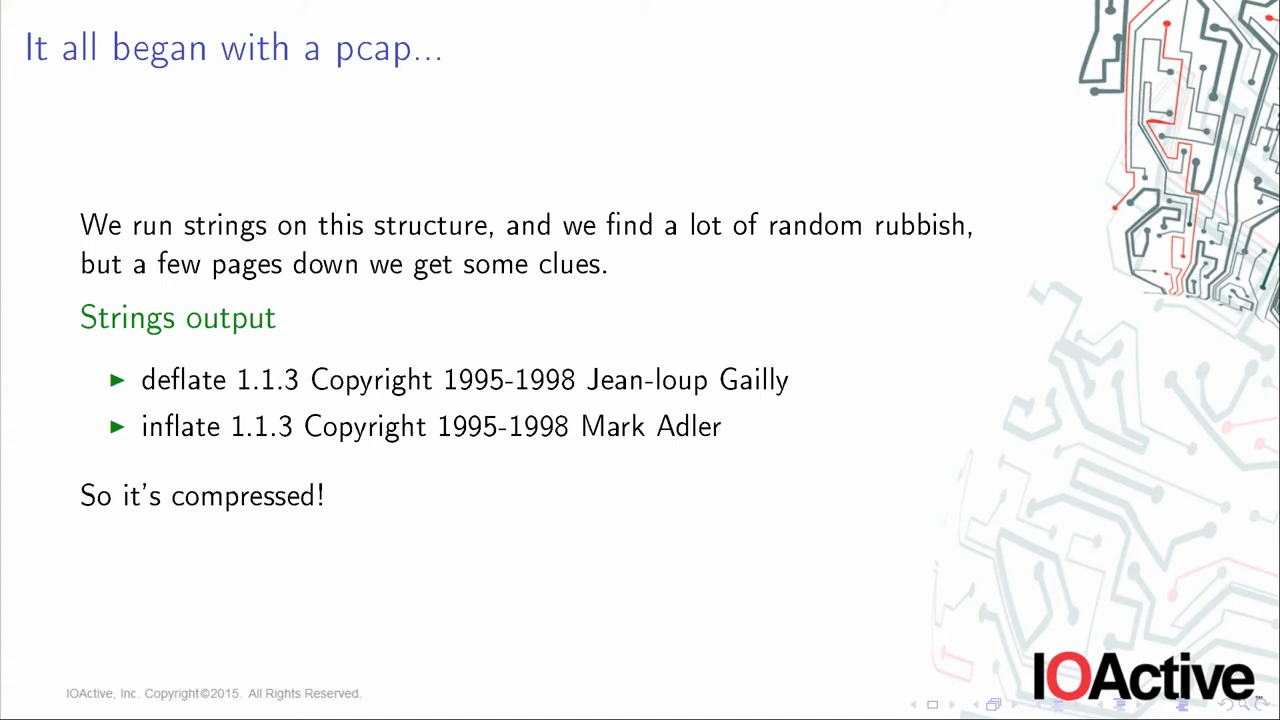 It all began with a pcap...
We run strings on this structure, and we find a lot of random rubbish,
but a few pages down we get some clues.
Strings output
deflate 1.1.3 Copyright 1995-1998 Jean-loup Gailly
inflate 1.1.3 Copyright 1995-1998 Mark Adler
So it's compressed!
IOActive, Inc. Copyright©2015. All Rights Reserved.
IOActive™